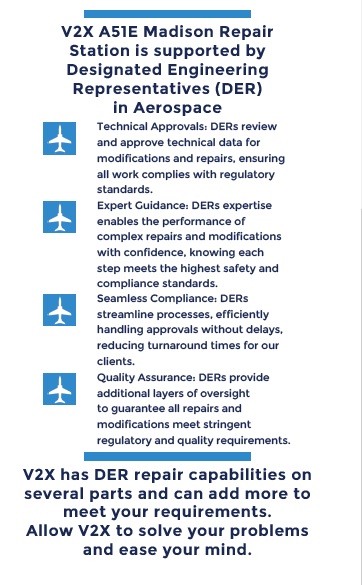 V2X A51E Madison Repair
Station is supported by
Designated Engineering
Representatives (DER)
in Aerospace
Technical Approvals: DERs review
and approve technical data for
modifications and repairs, ensuring
all work complies with regulatory
standards.
Expert Guidance: DERs expertise
enables the performance of
complex repairs and modifications
with confidence, knowing each
step meets the highest safety and
compliance standards.
Seamless Compliance: DERs
streamline processes, efficiently
handling approvals without delays,
reducing turnaround times for our
clients.
Quality Assurance: DERs provide
additional layers of oversight
to guarantee all repairs and
modifications meet stringent
regulatory and quality requirements.
V2X has DER repair capabilities on
several parts and can add more to
meet your requirements.
Allow V2X to solve your problems
and ease your mind.